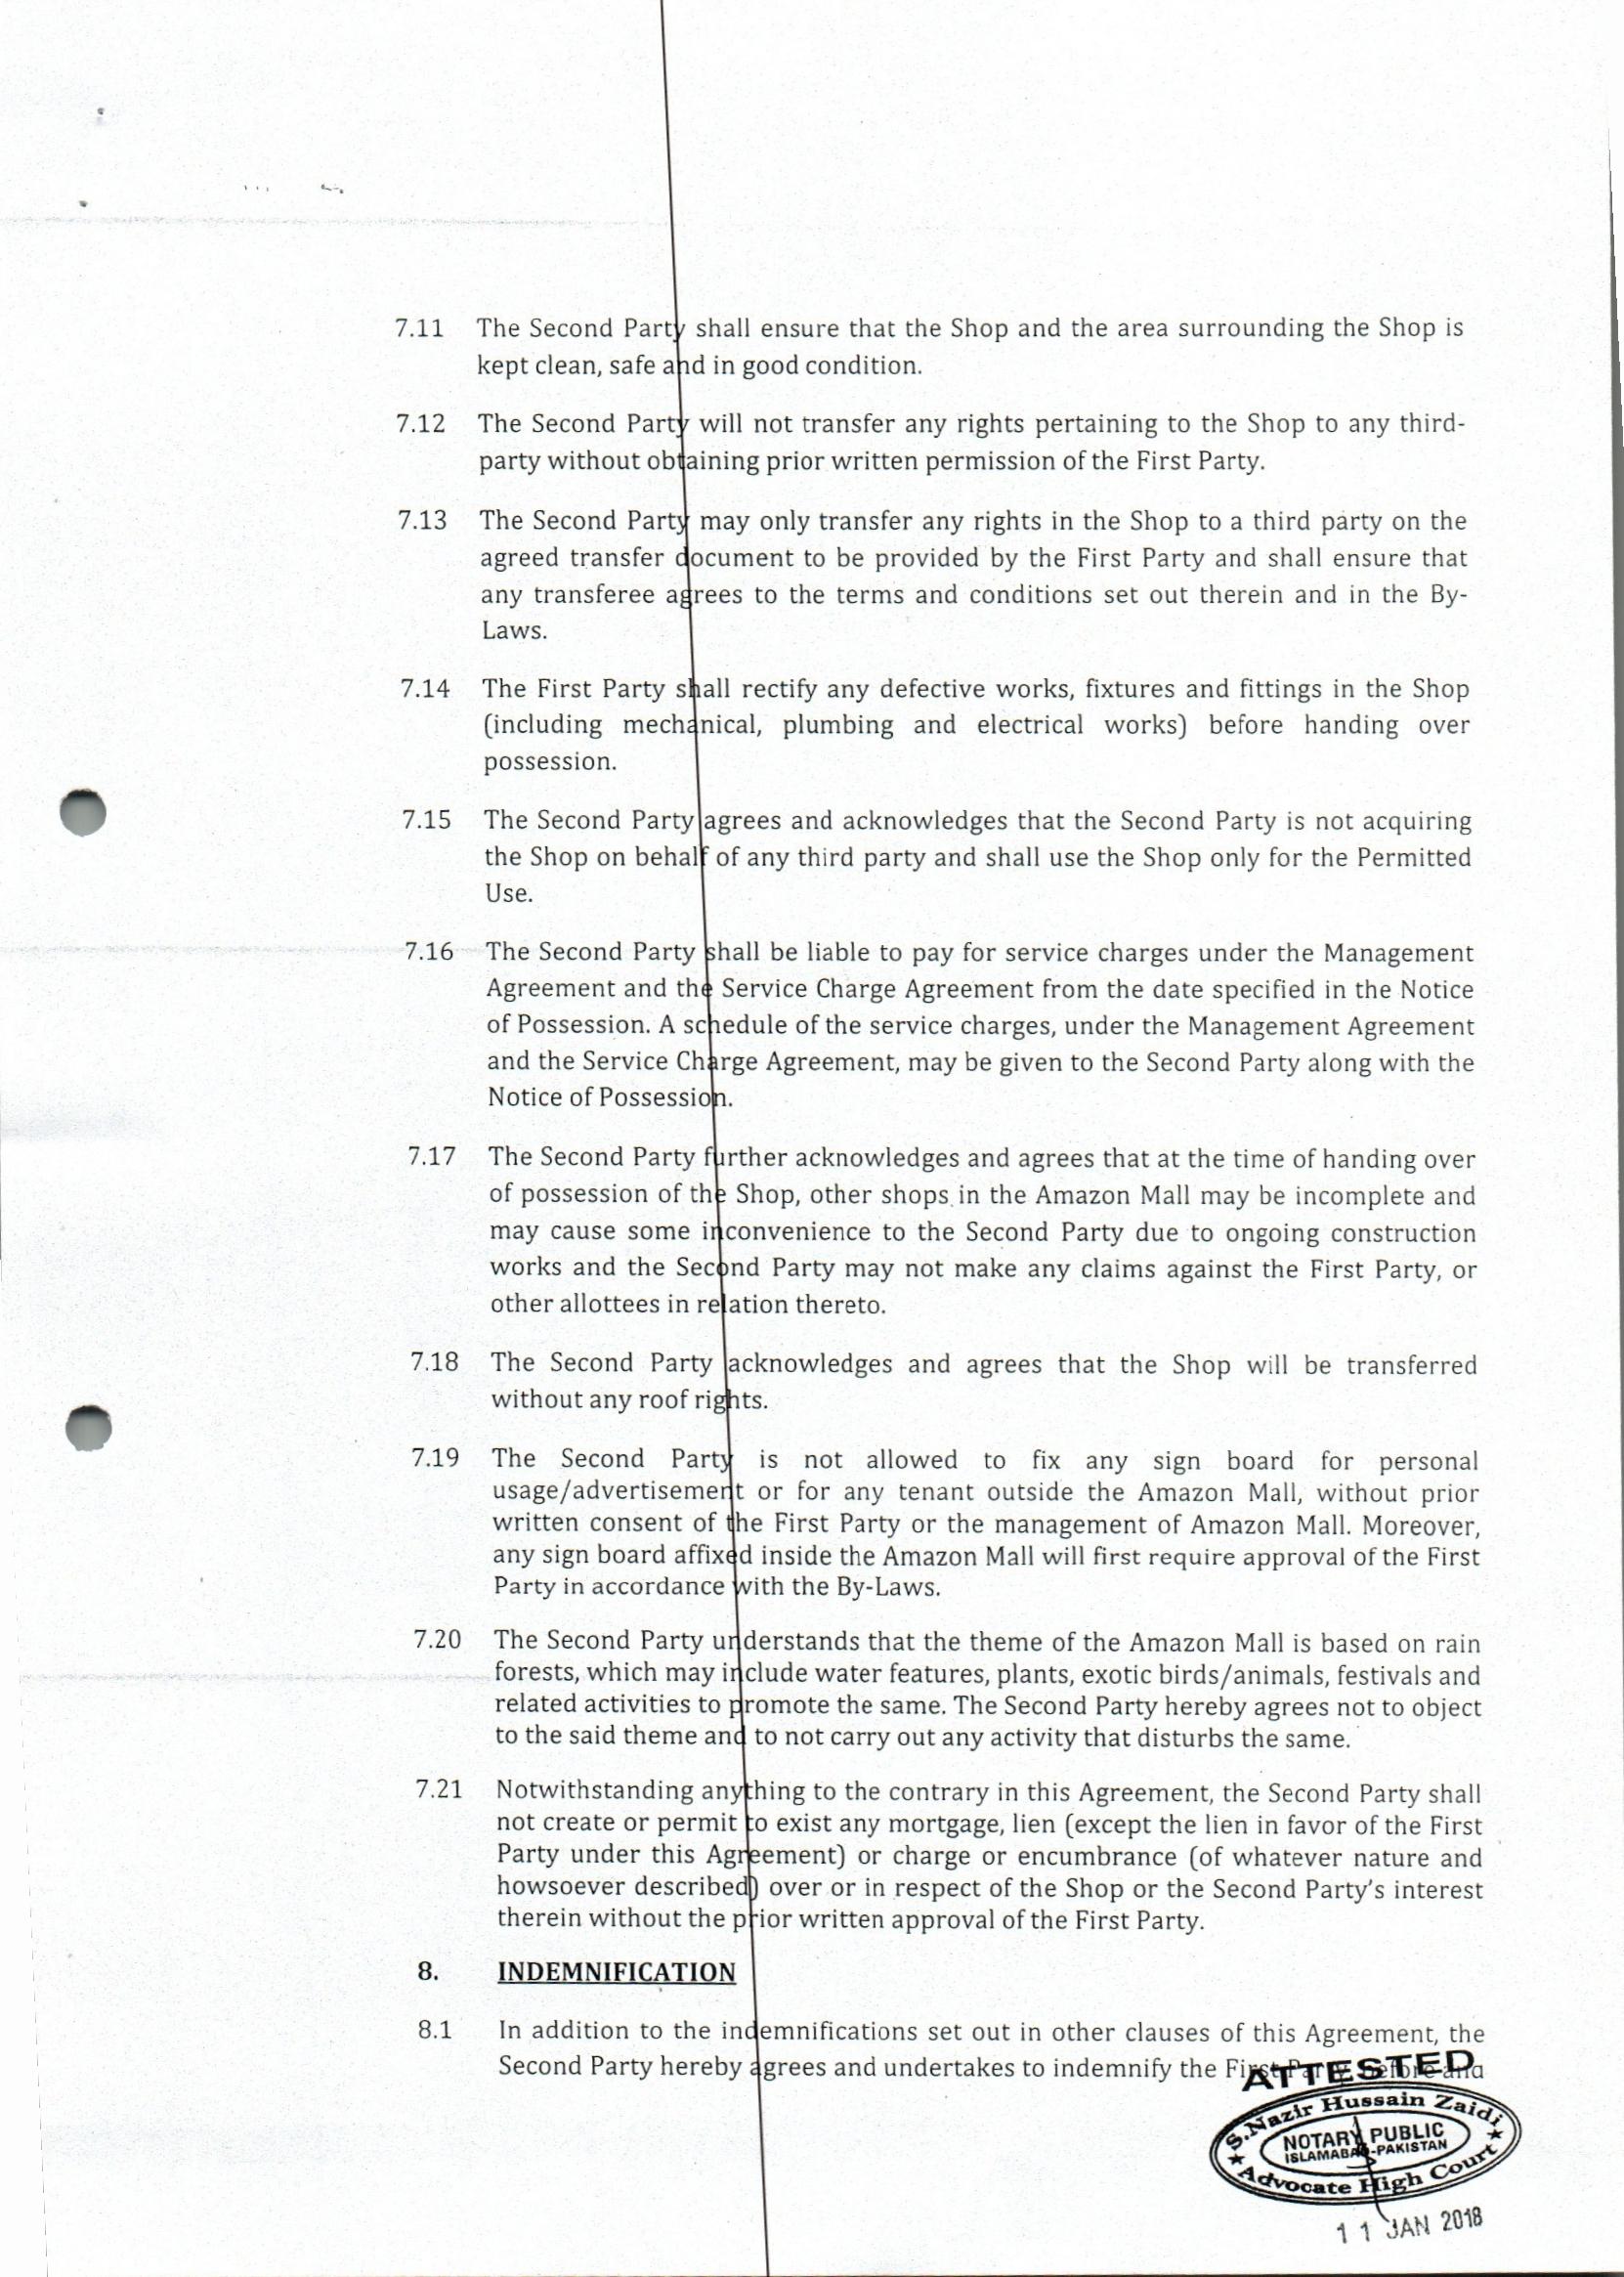 7.11 The Second Party shall ensure that the Shop and the area surrounding the Shop is
kept clean, safe and in good condition.
7.12 The Second Party will not transfer any rights pertaining to the Shop to any third-
party without obtaining prior written permission of the First Party.
7.13 The Second Party may only transfer any rights in the Shop to a third party on the
agreed transfer document to be provided by the First Party and shall ensure that
any transferee agrees to the terms and conditions set out therein and in the By-
Laws.
7.14 The First Party shall rectify any defective works, fixtures and fittings in the Shop
(including mechanical, plumbing and electrical works) before handing over
possession.
7.15 The Second Party agrees and acknowledges that the Second Party is not acquiring
the Shop on behalf of any third party and shall use the Shop only for the Permitted
Use.
7.16 The Second Party shall be liable to pay for service charges under the Management
Agreement and the Service Charge Agreement from the date specified in the Notice
of Possession. A schedule of the service charges, under the Management Agreement
and the Service Charge Agreement, may be given to the Second Party along with the
Notice of Possession.
7.17 The Second Party further acknowledges and agrees that at the time of handing over
of possession of the Shop, other shops in the Amazon Mall may be incomplete and
may cause some inconvenience to the Second Party due to ongoing construction
works and the Second Party may not make any claims against the First Party, or
other allottees in relation thereto.
7.18 The Second Party acknowledges and agrees that the Shop will be transferred
without any roof rights.
7.19 The Second Party is not allowed to fix any sign board for personal
usage/advertisement or for any tenant outside the Amazon Mall, without prior
written consent of the First Party or the management of Amazon Mall. Moreover,
any sign board affixed inside the Amazon Mall will first require approval of the First
Party in accordance with the By-Laws.
7.20 The Second Party understands that the theme of the Amazon Mall is based on rain
forests, which may include water features, plants, exotic birds/animals, festivals and
related activities to promote the same. The Second Party hereby agrees not to object
to the said theme and to not carry out any activity that disturbs the same.
7.21 Notwithstanding anything to the contrary in this Agreement, the Second Party shall
not create or permit to exist any mortgage, lien (except the lien in favor of the First
Party under this Agreement) or charge or encumbrance (of whatever nature and
howsoever described) over or in respect of the Shop or the Second Party's interest
therein without the prior written approval of the First Party.
8. INDEMNIFICATION
8.1 In addition to the indemnifications set out in other clauses of this Agreement, the
Second Party hereby agrees and undertakes to indemnify the First Party before and
ATTESTED
S.Nazir Hussain Zaidi
NOTARY PUBLIC
ISLAMABAD-PAKISTAN
Advocate High Court
11 JAN 2018